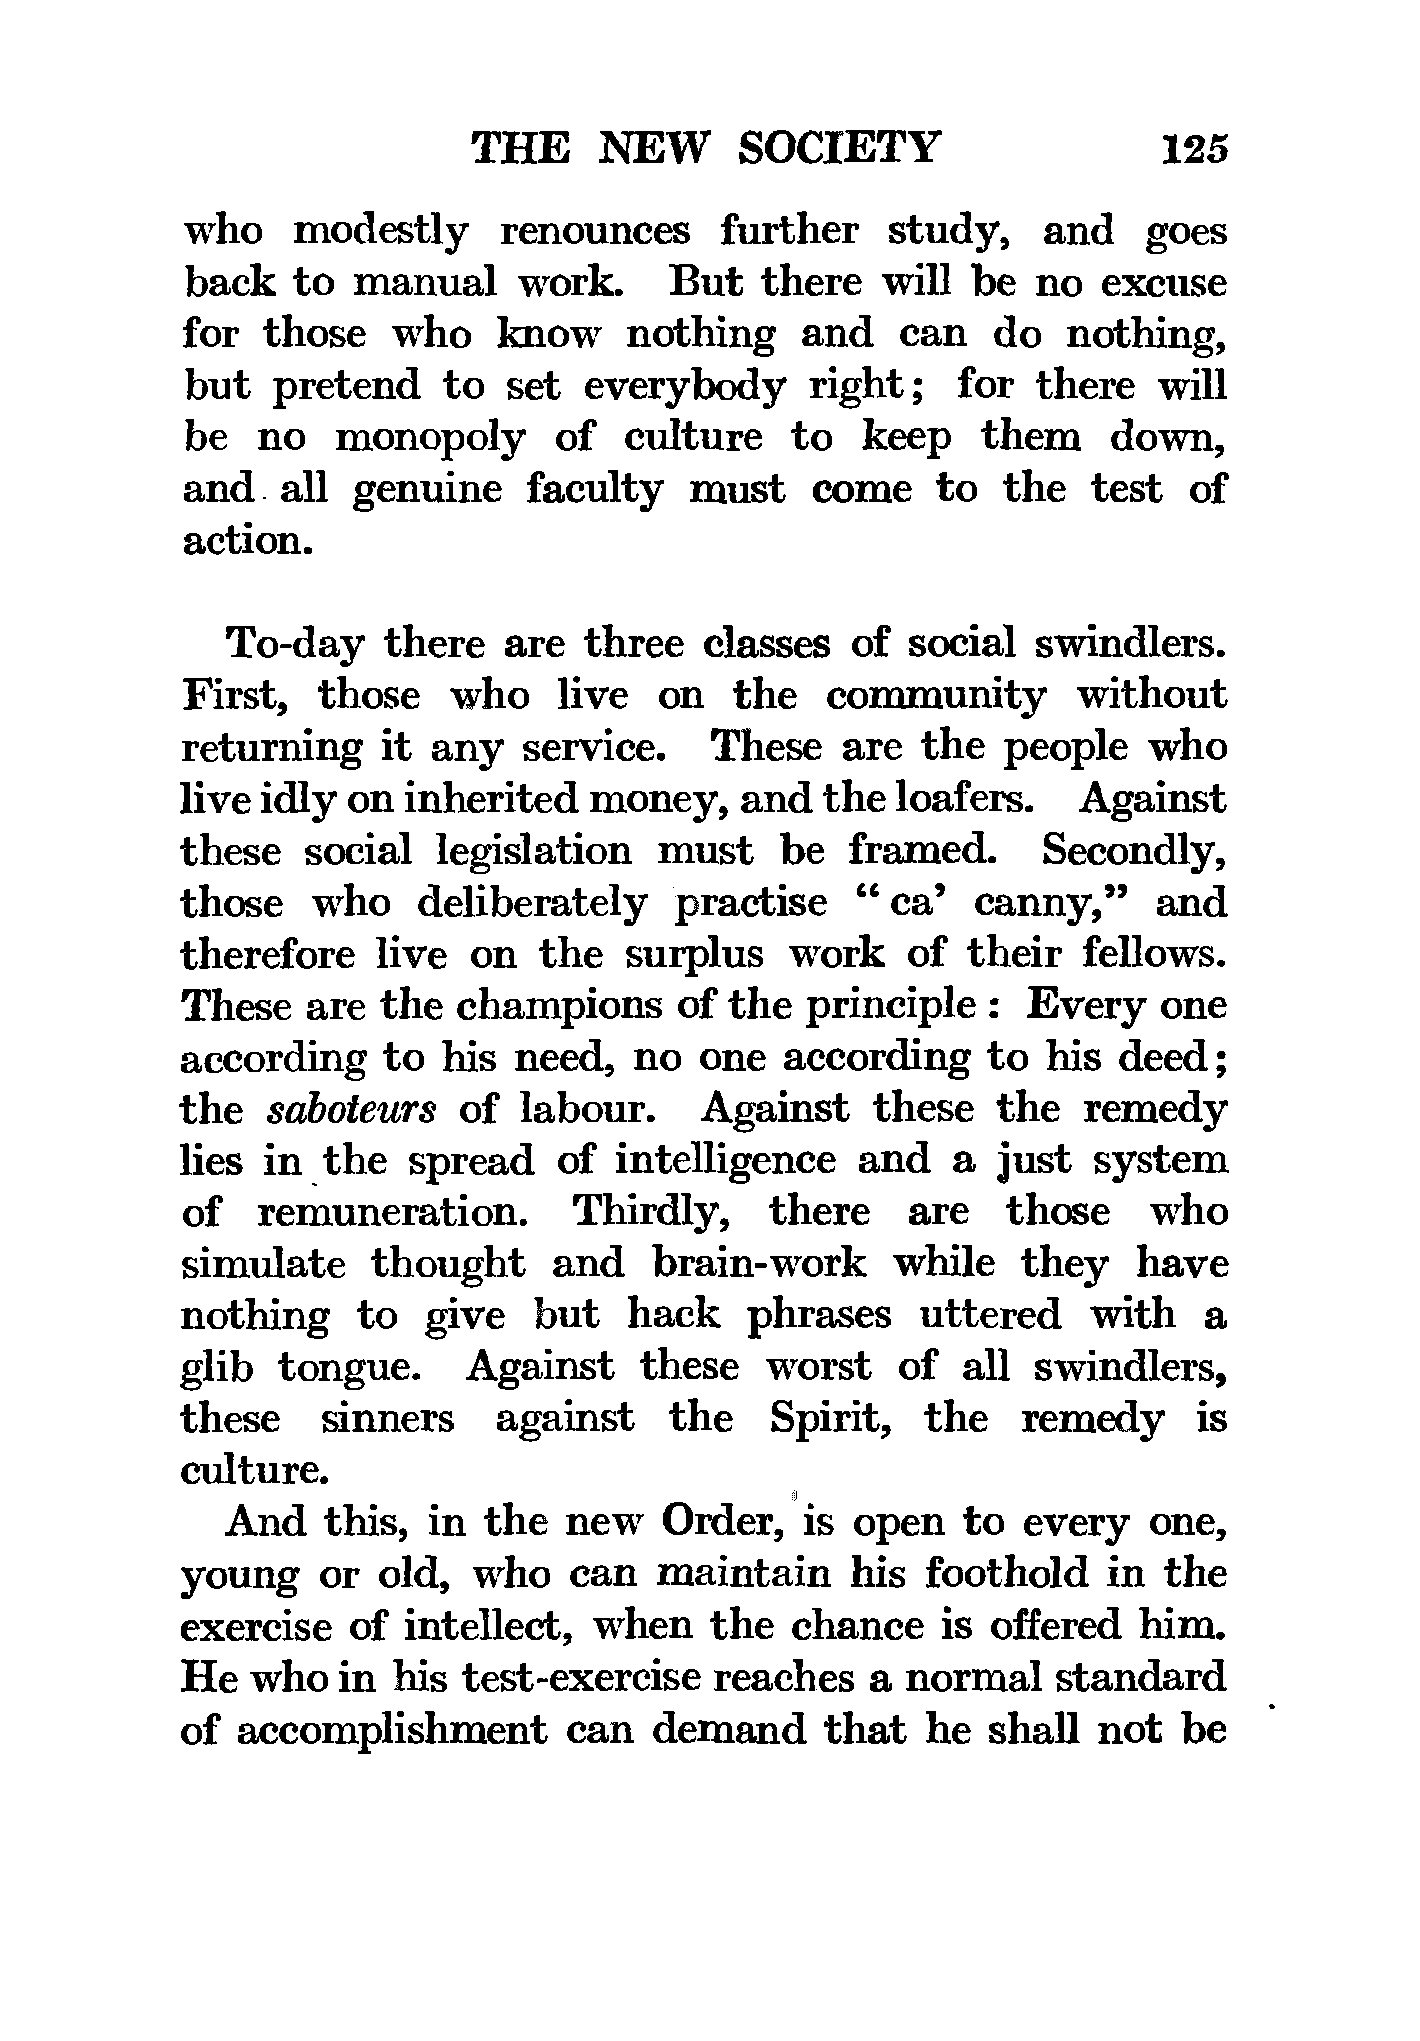 THE NEW SOCIETY 125
who modestly renounces further study, and goes
back to manual work. But there will be no excuse
for those who know nothing and can do nothing,
but pretend to set everybody right; for there will
be no monopoly of culture to keep them down,
and all genuine faculty must come to the test of
action.
To-day there are three classes of social swindlers.
First, those who live on the community without
returning it any service. These are the people who
live idly on inherited money, and the loafers. Against
these social legislation must be framed. Secondly,
those who deliberately practise “ ca’ canny,” and
therefore live on the surplus work of their fellows.
These are the champions of the principle : Every one
according to his need, no one according to his deed;
the saboteurs of labour. Against these the remedy
lies in the spread of intelligence and a just system
of remuneration. Thirdly, there are those who
simulate thought and brain-work while they have
nothing to give but hack phrases uttered with a
glib tongue. Against these worst of all swindlers,
these sinners against the Spirit, the remedy is
culture.
And this, in the new Order, is open to every one,
young or old, who can maintain his foothold in the
exercise of intellect, when the chance is offered him.
He who in his test-exercise reaches a normal standard
of accomplishment can demand that he shall not be